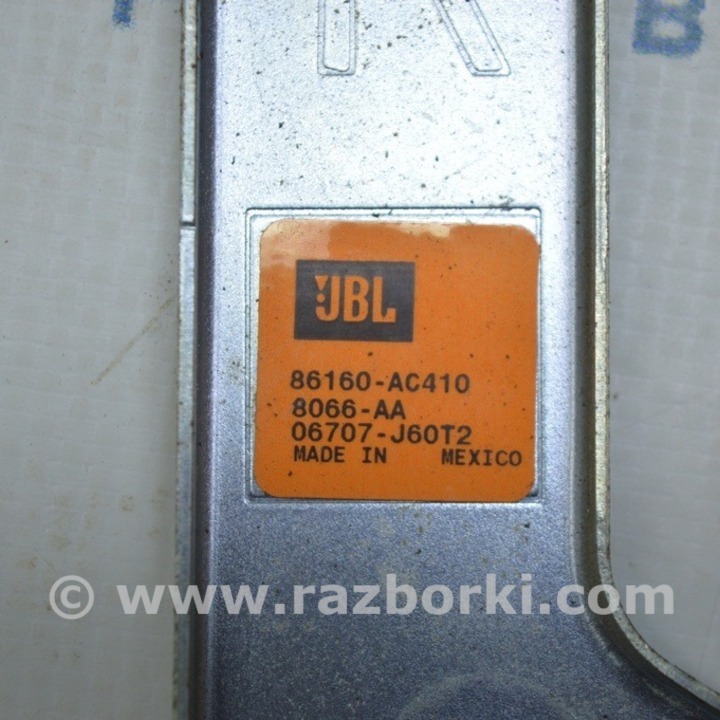 B
JBL
86160-AC410
8066-AA
06707-J60T2
MADE IN MEXICO
© www.razborki.com